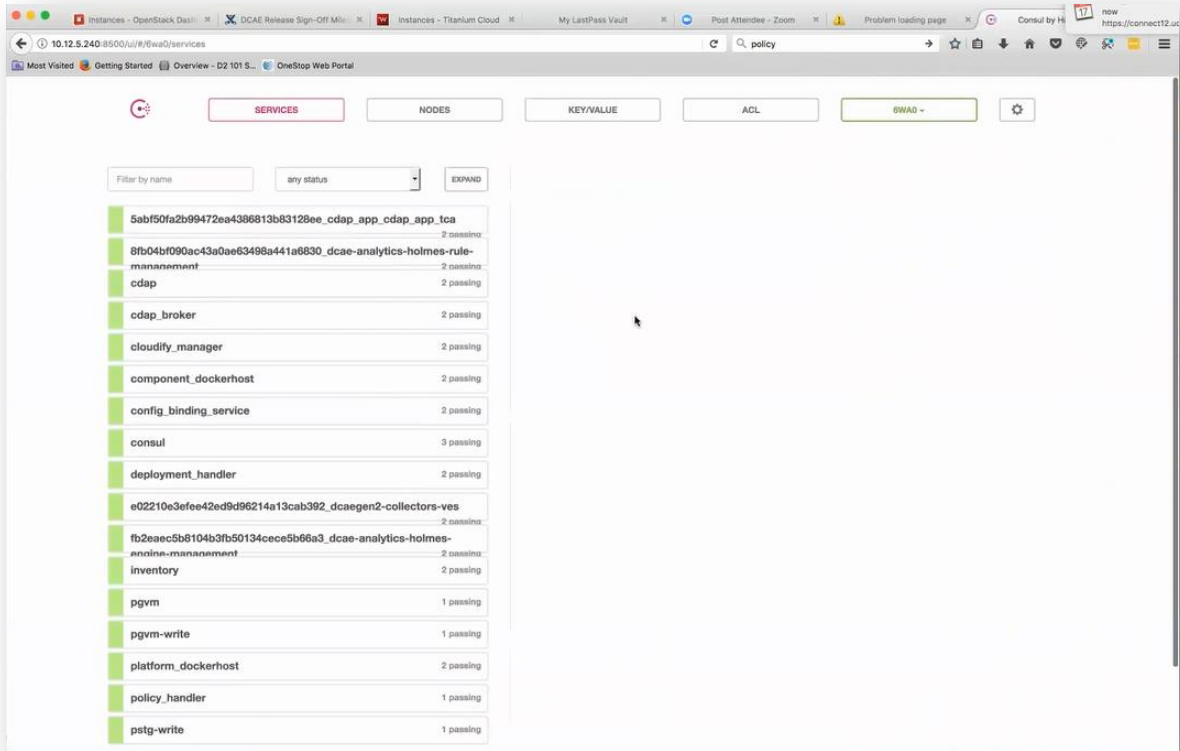 Instances - OpenStack Dash
DCAE Release Sign-Off Miles
Instances - Titanium Cloud
My LastPass Vault
Post Attendee - Zoom
Problem loading page
Consul by H
17
now
https://connect12.uc
10.12.5.240:8500/ui/#/6wa0/services
policy
Most Visited
Getting Started
Overview - D2 101 S...
OneStop Web Portal
SERVICES
NODES
KEY/VALUE
ACL
6WA0
Filter by name
any status
EXPAND
5abf50fa2b99472ea4386813b83128ee_cdap_app_cdap_app_tca
2 passing
8fb04bf090ac43a0ae63498a441a6830_dcae-analytics-holmes-rule-
management 2 passing
cdap 2 passing
cdap_broker 2 passing
cloudify_manager 2 passing
component_dockerhost 2 passing
config_binding_service 2 passing
consul 3 passing
deployment_handler 2 passing
e02210e3efee42ed9d96214a13cab392_dcaegen2-collectors-ves
2 passing
fb2eaec5b8104b3fb50134cece5b66a3_dcae-analytics-holmes-
engine-management 2 passing
inventory 2 passing
pgvm 1 passing
pgvm-write 1 passing
platform_dockerhost 2 passing
policy_handler 1 passing
pstg-write 1 passing